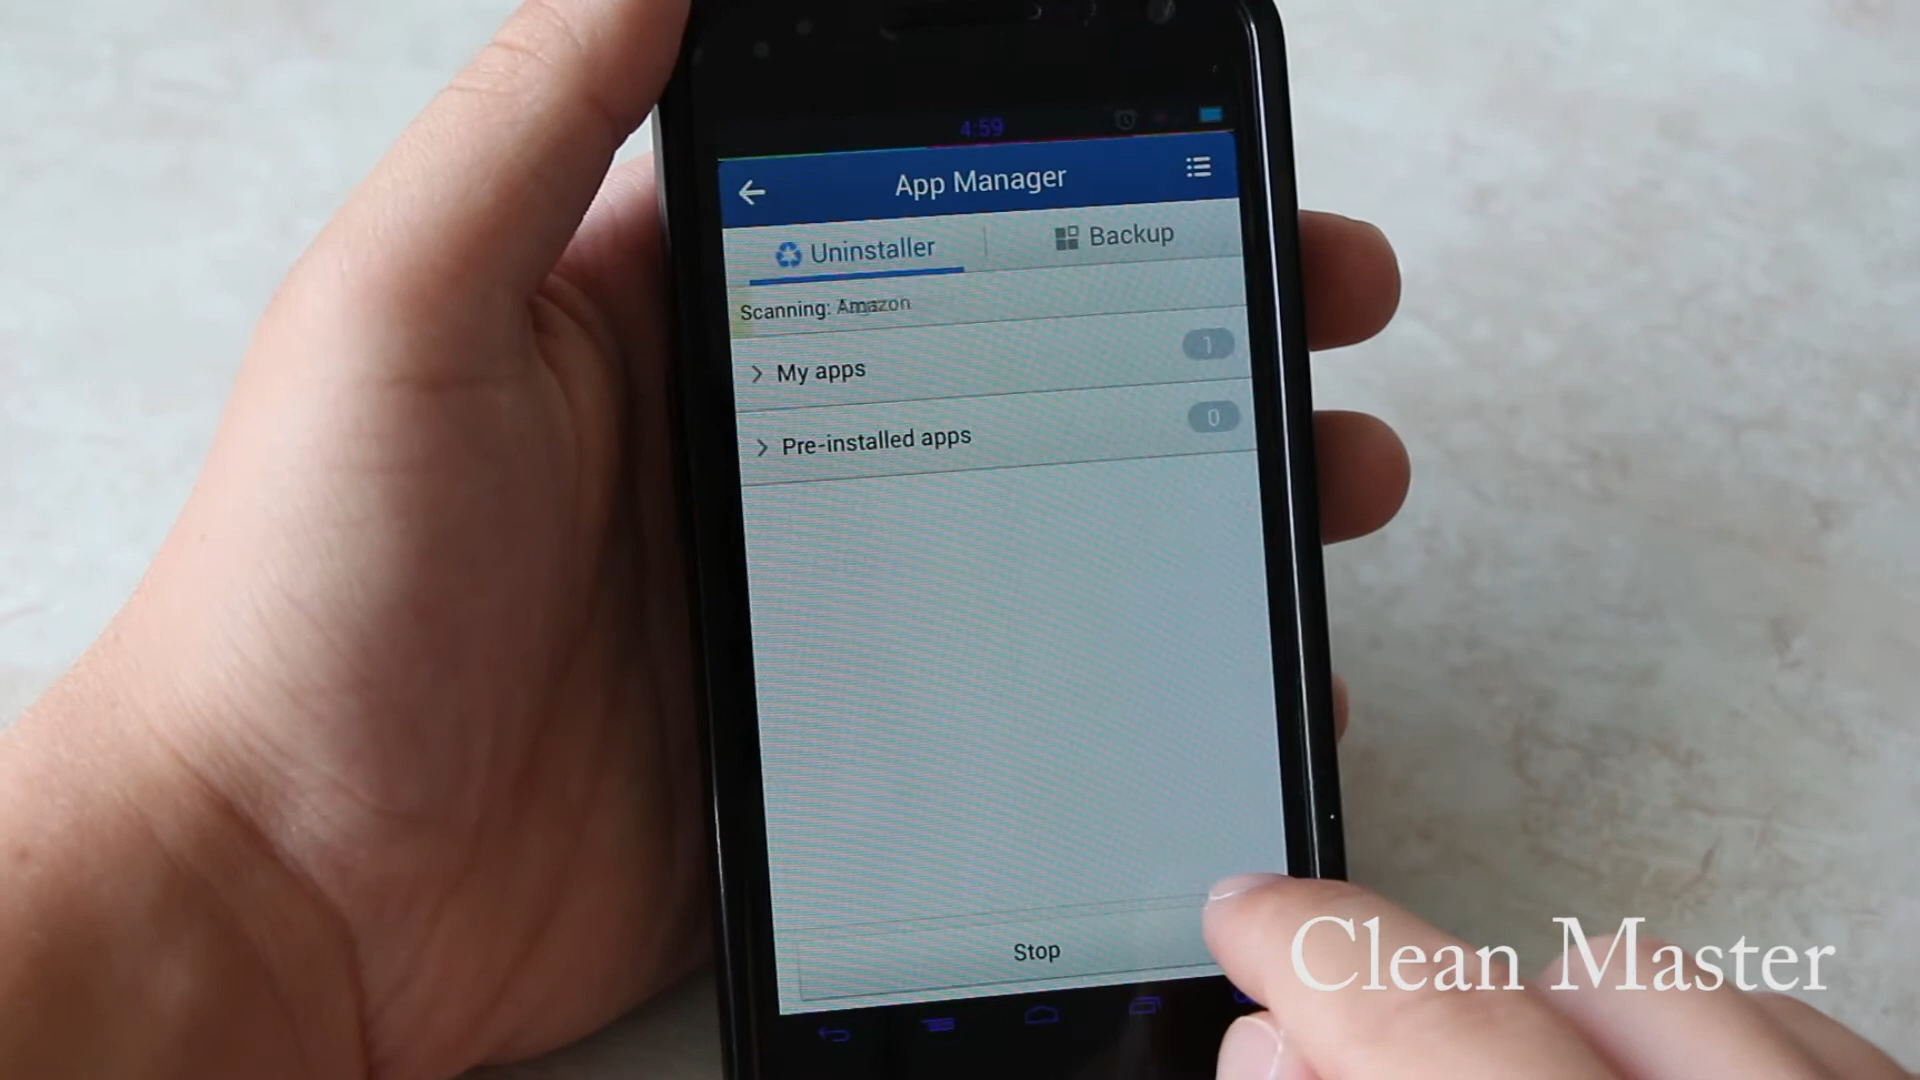 4:59
App Manager
Uninstaller
Backup
Scanning: Amazon
My apps
1
Pre-installed apps
0
Stop
Clean Master